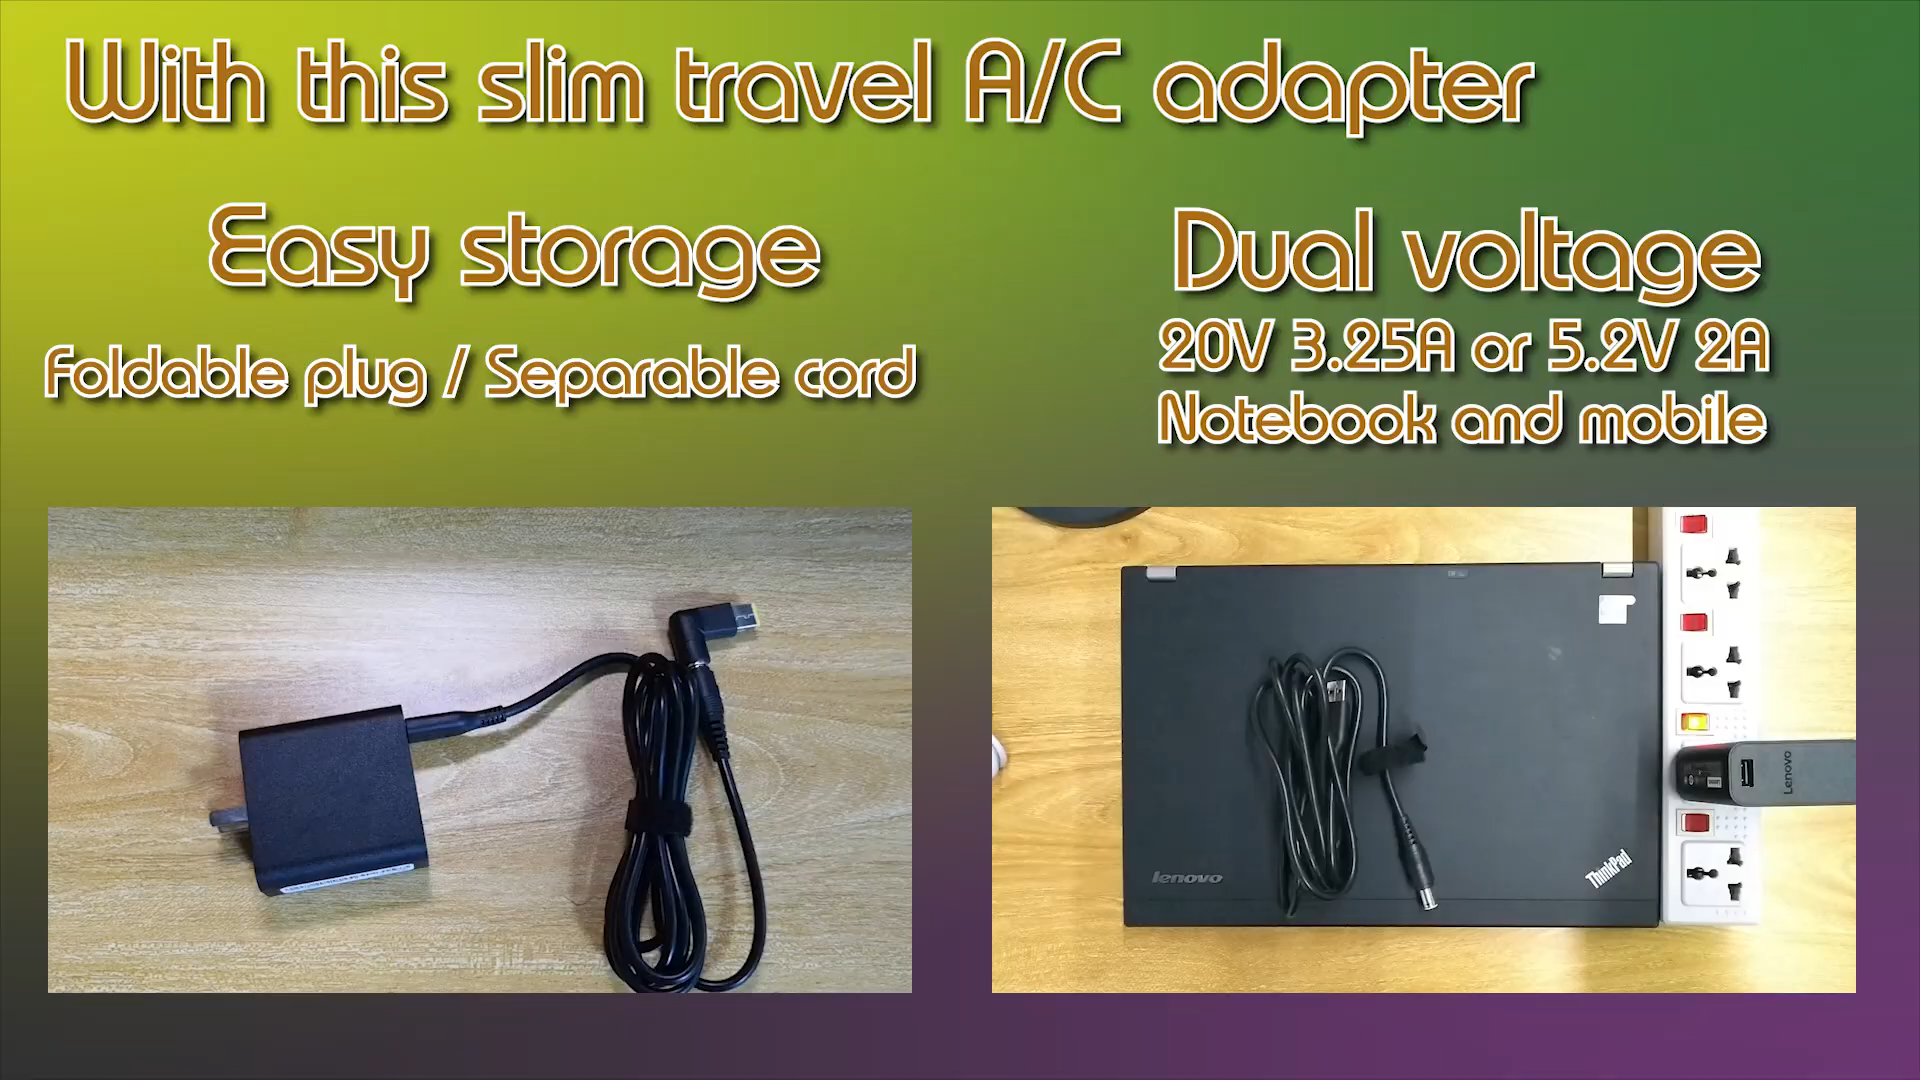 With this slim travel A/C adapter
Easy storage
Foldable plug / Separable cord
Dual voltage
20V 3.25A or 5.2V 2A
Notebook and mobile
lenovo
ThinkPad
Lenovo